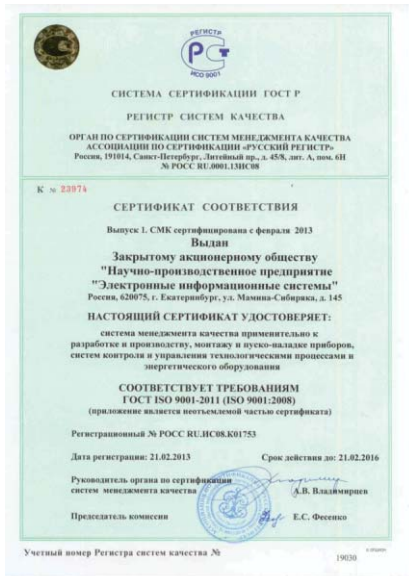 РЕГИСТР
РСт
ИСО 9001
СИСТЕМА СЕРТИФИКАЦИИ ГОСТ Р
РЕГИСТР СИСТЕМ КАЧЕСТВА
ОРГАН ПО СЕРТИФИКАЦИИ СИСТЕМ МЕНЕДЖМЕНТА КАЧЕСТВА
АССОЦИАЦИИ ПО СЕРТИФИКАЦИИ «РУССКИЙ РЕГИСТР»
Россия, 191014, Санкт-Петербург, Литейный пр., д. 45/8, лит. А, пом. 6Н
№ РОСС RU.0001.13ИС08
К № 23974
СЕРТИФИКАТ СООТВЕТСТВИЯ
Выпуск 1. СМК сертифицирована с февраля 2013
Выдан
Закрытому акционерному обществу
"Научно-производственное предприятие
"Электронные информационные системы"
Россия, 620075, г. Екатеринбург, ул. Мамина-Сибиряка, д. 145
НАСТОЯЩИЙ СЕРТИФИКАТ УДОСТОВЕРЯЕТ:
система менеджмента качества применительно к
разработке и производству, монтажу и пуско-наладке приборов,
систем контроля и управления технологическими процессами и
энергетического оборудования
СООТВЕТСТВУЕТ ТРЕБОВАНИЯМ
ГОСТ ISO 9001-2011 (ISO 9001:2008)
(приложение является неотъемлемой частью сертификата)
Регистрационный № РОСС RU.ИС08.К01753
Дата регистрации: 21.02.2013 Срок действия до: 21.02.2016
Руководитель органа по сертификации
систем менеджмента качества А.В. Владимирцев
Председатель комиссии Е.С. Фесенко
Учетный номер Регистра систем качества № 19030